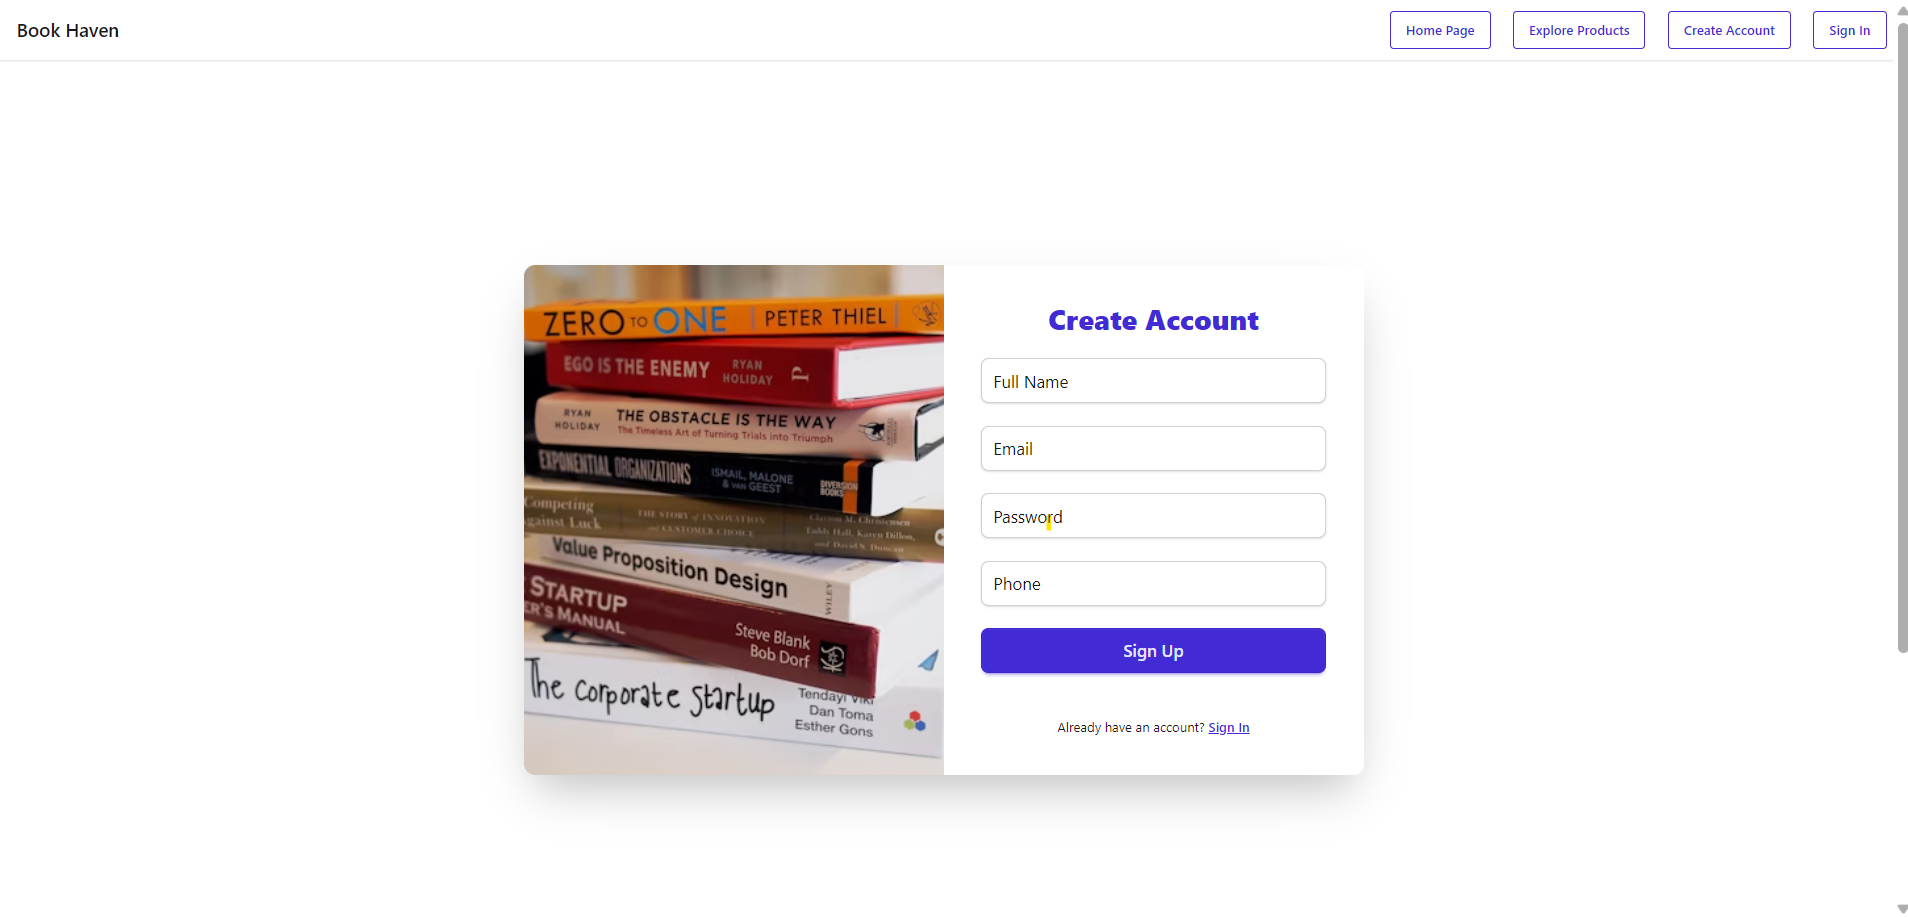 Book Haven
Home Page
Explore Products
Create Account
Sign In
ZERO TO ONE | PETER THIEL |
EGO IS THE ENEMY RYAN HOLIDAY P
RYAN HOLIDAY THE OBSTACLE IS THE WAY
The Timeless Art of Turning Trials into Triumph
EXPONENTIAL ORGANIZATIONS ISMAIL, MALONE & VAN GEEST DIVERSION BOOKS
Competing Against Luck THE STORY of INNOVATION and CUSTOMER CHOICE Clayton M. Christensen Taddy Hall, Karen Dillon, and David S. Duncan
Value Proposition Design WILEY
STARTUP
ER'S MANUAL
Steve Blank
Bob Dorf
The corporate startup
Tendayi Viki
Dan Toma
Esther Gons
Create Account
Full Name
Email
Password
Phone
Sign Up
Already have an account? Sign In